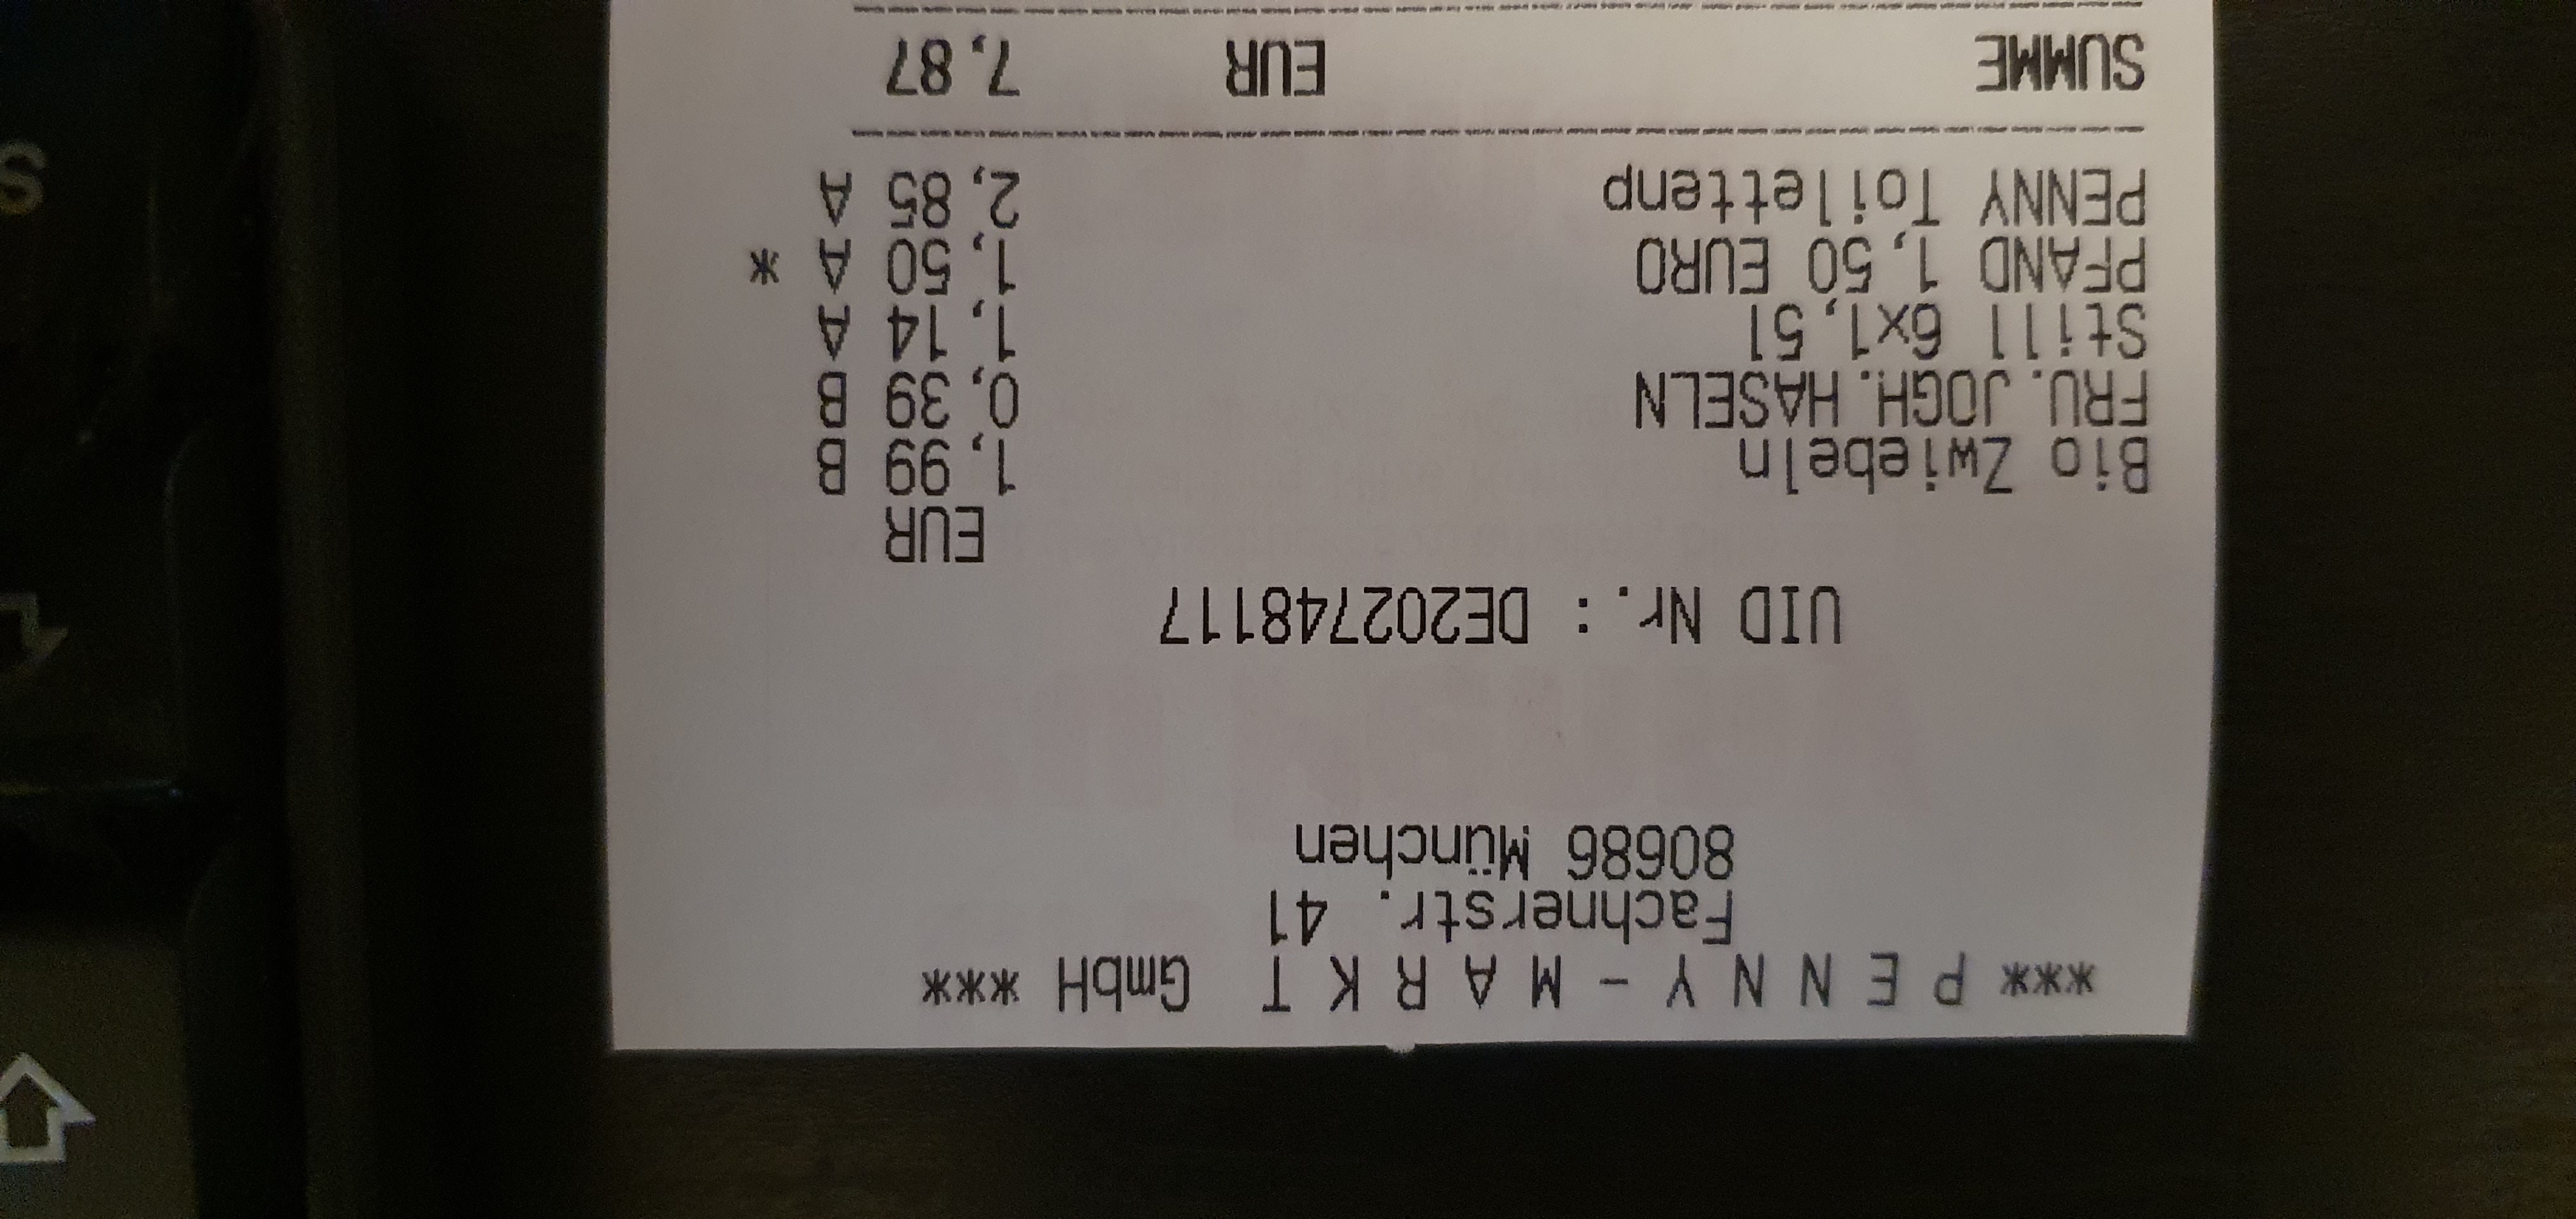 *** P E N N Y - M A R K T GmbH ***
Fachnerstr. 41
80686 München
UID Nr.: DE202748117
EUR
Bio Zwiebeln 1,99 B
FRU.JOGH.HASELN 0,39 B
Still 6x1,5l 1,14 A
PFAND 1,50 EURO 1,50 A *
PENNY Toilettenp 2,85 A
SUMME EUR 7,87
S